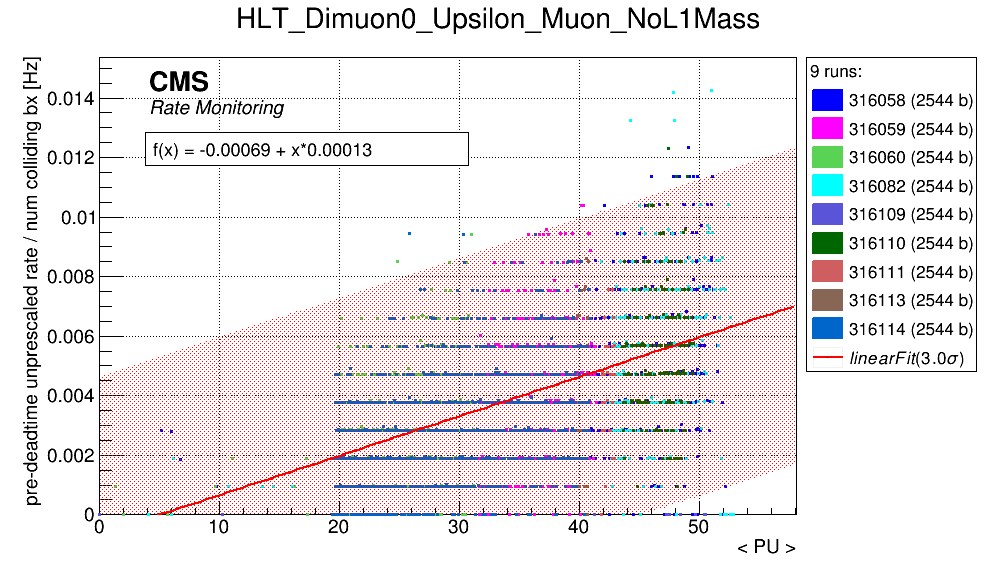 HLT_Dimuon0_Upsilon_Muon_NoL1Mass
pre-deadtime unprescaled rate / num colliding bx [Hz]
CMS
Rate Monitoring
f(x) = -0.00069 + x*0.00013
0.014
0.012
0.01
0.008
0.006
0.004
0.002
0
0 10 20 30 40 50
< PU >
9 runs:
316058 (2544 b)
316059 (2544 b)
316060 (2544 b)
316082 (2544 b)
316109 (2544 b)
316110 (2544 b)
316111 (2544 b)
316113 (2544 b)
316114 (2544 b)
linearFit(3.0σ)